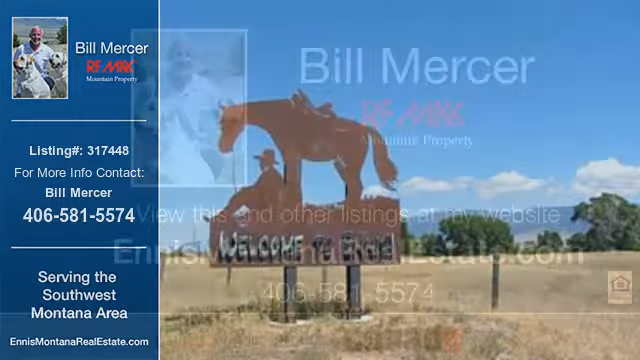 Bill Mercer
RE/MAX
Mountain Property
Listing#: 317448
For More Info Contact:
Bill Mercer
406-581-5574
Serving the
Southwest
Montana Area
EnnisMontanaRealEstate.com
Bill Mercer
RE/MAX
Mountain Property
View this and other listings at my website
EnnisMontanaRealEstate.com
406-581-5574
WELCOME TO ENNIS